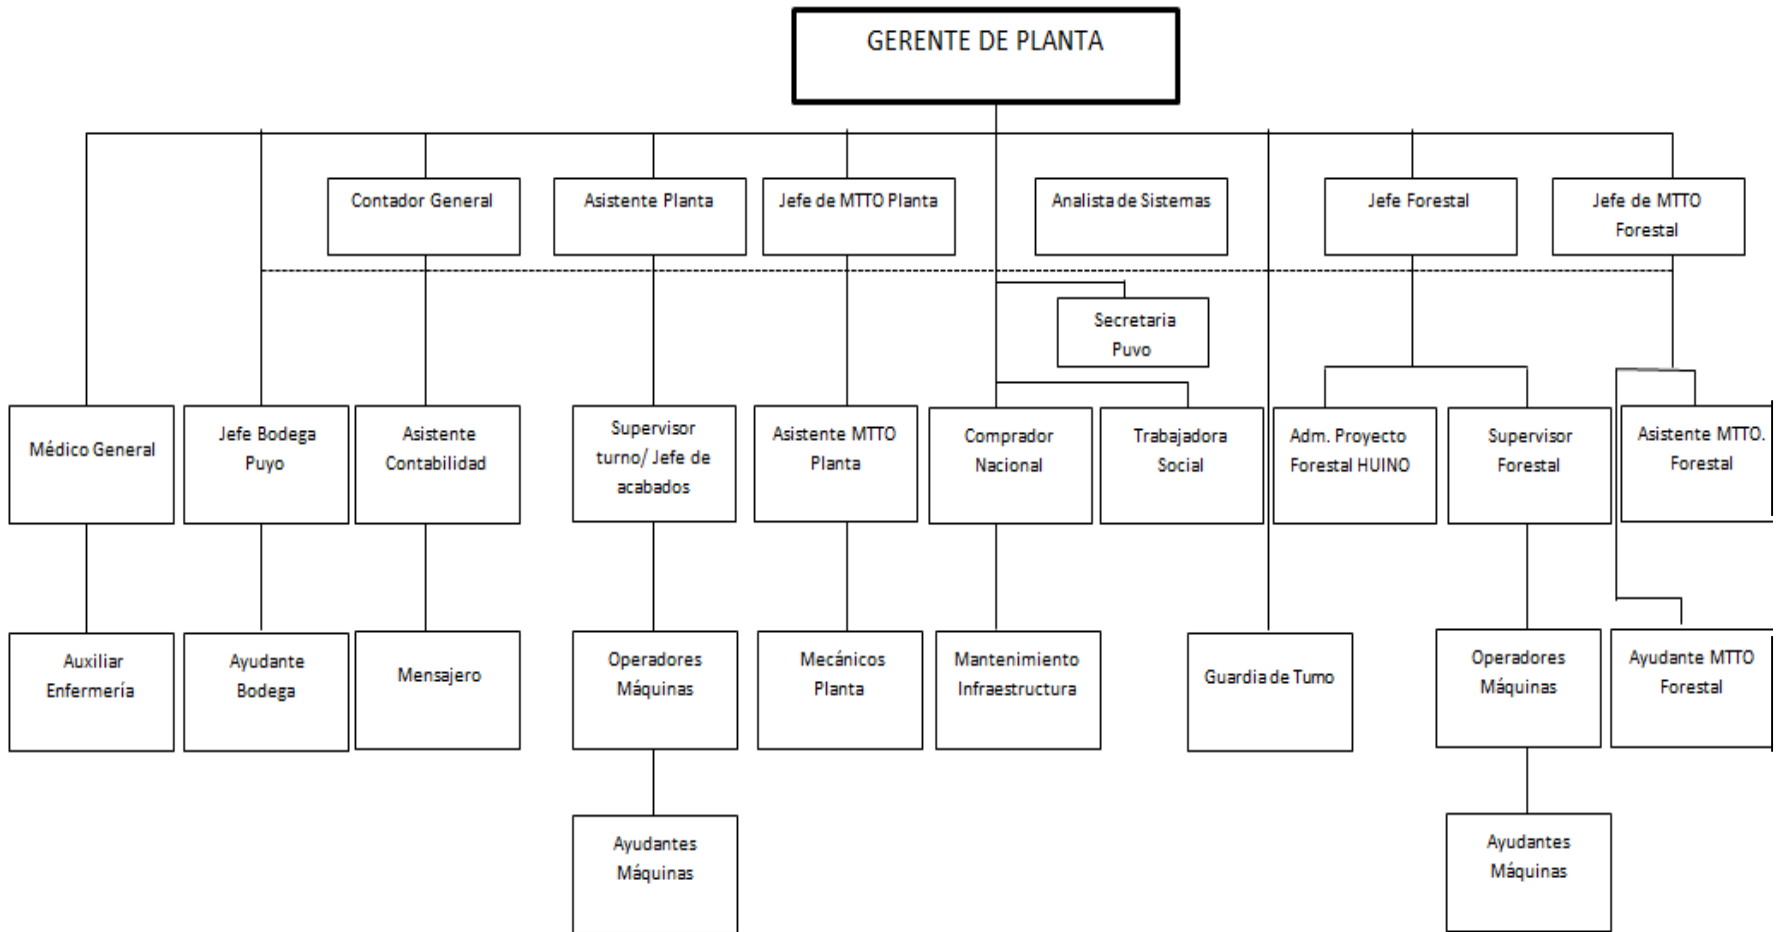 GERENTE DE PLANTA
Contador General
Asistente Planta
Jefe de MTTO Planta
Analista de Sistemas
Jefe Forestal
Jefe de MTTO
Forestal
Secretaria
Puvo
Médico General
Jefe Bodega
Puyo
Asistente
Contabilidad
Supervisor
turno/ Jefe de
acabados
Asistente MTTO
Planta
Comprador
Nacional
Trabajadora
Social
Adm. Proyecto
Forestal HUINO
Supervisor
Forestal
Asistente MTTO.
Forestal
Auxiliar
Enfermería
Ayudante
Bodega
Mensajero
Operadores
Máquinas
Mecánicos
Planta
Mantenimiento
Infraestructura
Guardia de Turno
Operadores
Máquinas
Ayudante MTTO
Forestal
Ayudantes
Máquinas
Ayudantes
Máquinas